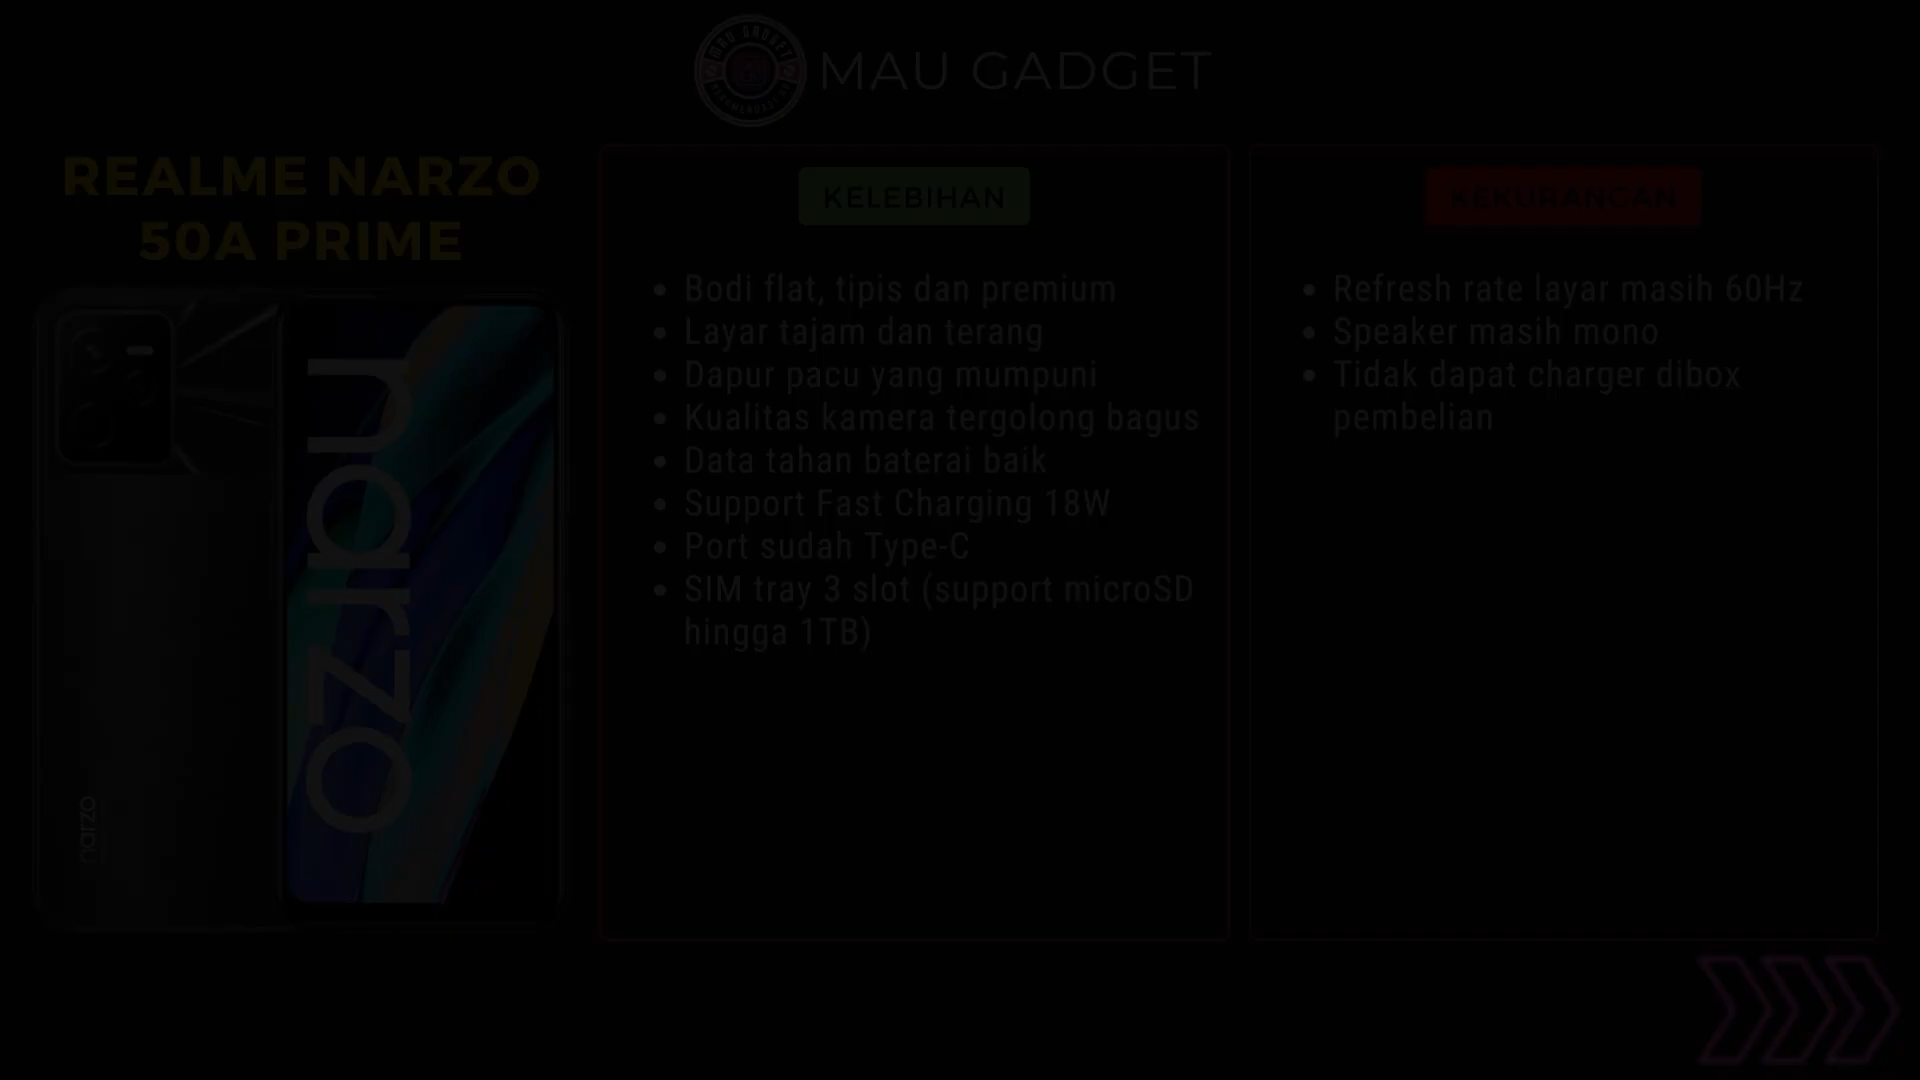 MAU GADGET
MAU GADGET
REALME NARZO
50A PRIME
KELEBIHAN
Bodi flat, tipis dan premium
Layar tajam dan terang
Dapur pacu yang mumpuni
Kualitas kamera tergolong bagus
Data tahan baterai baik
Support Fast Charging 18W
Port sudah Type-C
SIM tray 3 slot (support microSD
hingga 1TB)
KEKURANGAN
Refresh rate layar masih 60Hz
Speaker masih mono
Tidak dapat charger dibox
pembelian
narzo
narzo